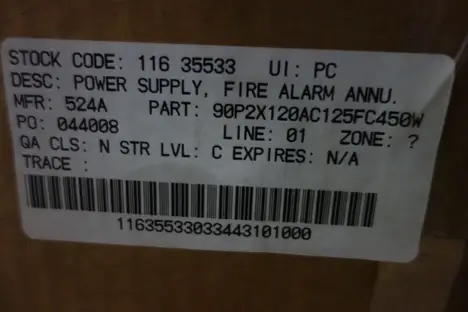 STOCK CODE: 116 35533 UI: PC
DESC: POWER SUPPLY, FIRE ALARM ANNU.
MFR: 524A PART: 90P2X120AC125FC450W
PO: 044008 LINE: 01 ZONE: ?
QA CLS: N STR LVL: C EXPIRES: N/A
TRACE :
11635533033443101000